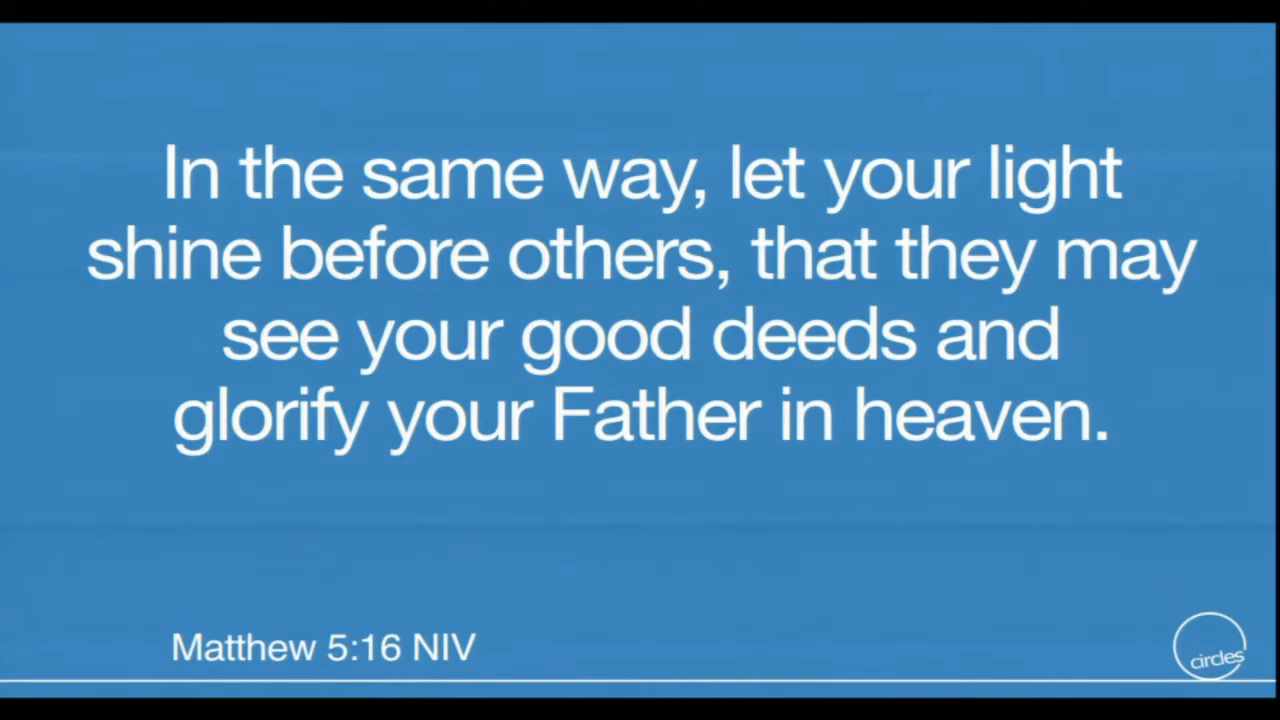 In the same way, let your light
shine before others, that they may
see your good deeds and
glorify your Father in heaven.
Matthew 5:16 NIV
circles